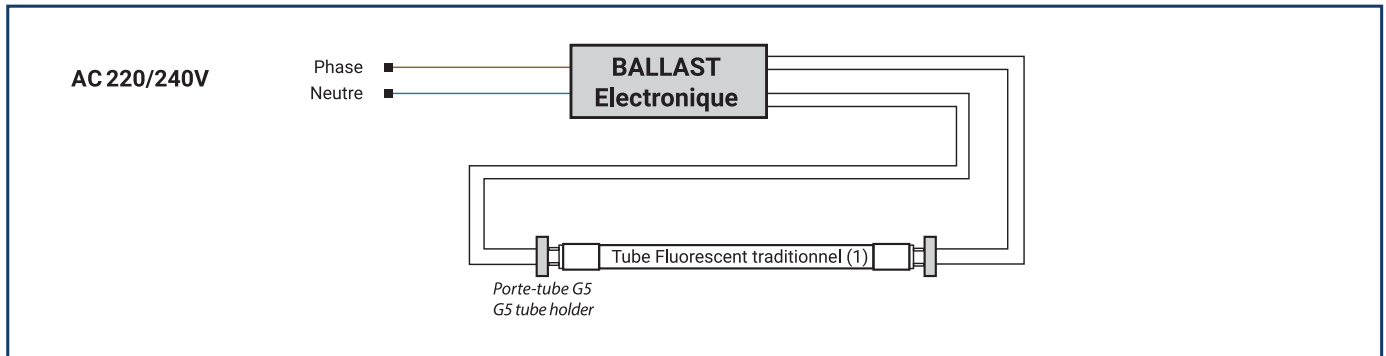 AC 220/240V
Phase
Neutre
BALLAST
Electronique
Tube Fluorescent traditionnel (1)
Porte-tube G5
G5 tube holder